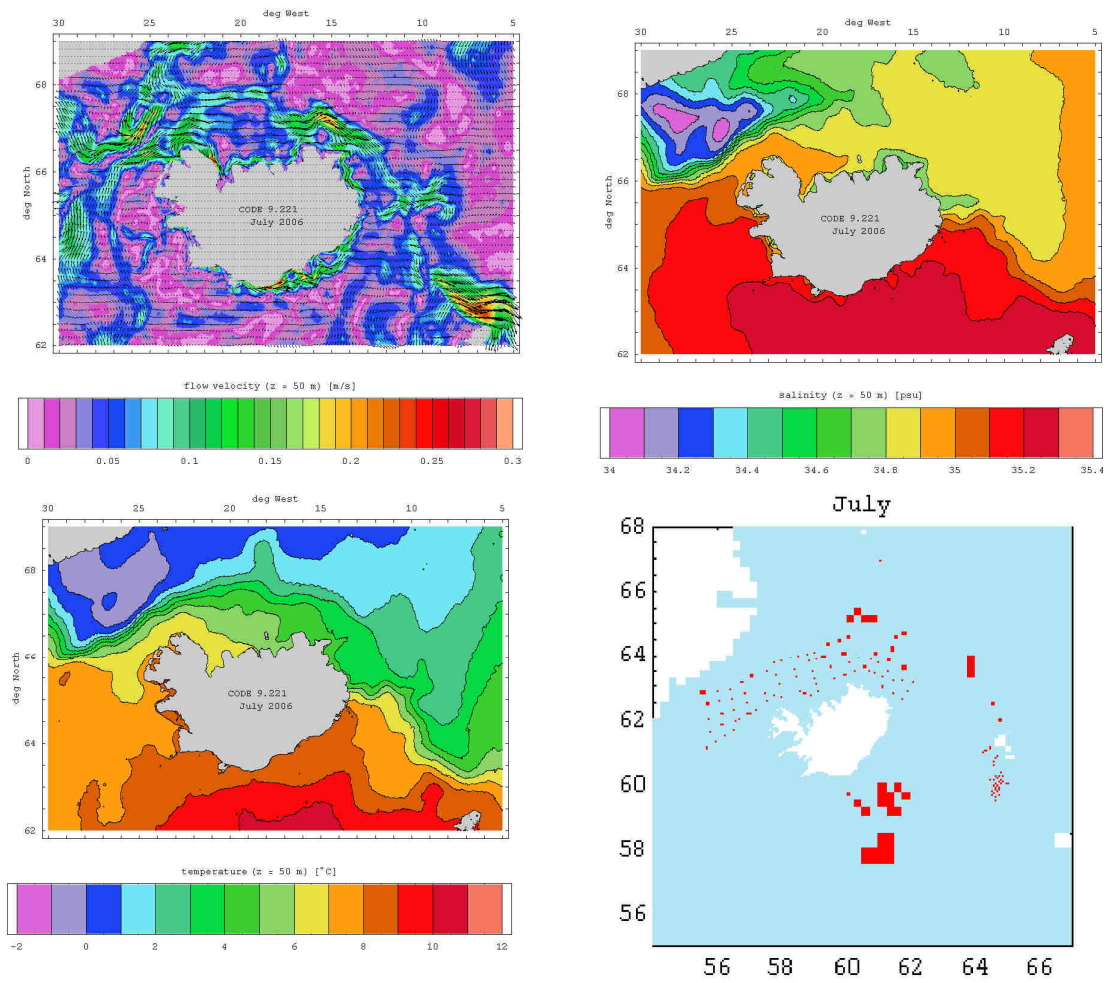 deg West
30 25 20 15 10 5
68
66
64
62
deg North
CODE 9.221
July 2006
flow velocity (z = 50 m) [m/s]
0 0.05 0.1 0.15 0.2 0.25 0.3
deg West
30 25 20 15 10 5
68
66
64
62
deg North
CODE 9.221
July 2006
salinity (z = 50 m) [psu]
34 34.2 34.4 34.6 34.8 35 35.2 35.4
deg West
30 25 20 15 10 5
68
66
64
62
deg North
CODE 9.221
July 2006
temperature (z = 50 m) [°C]
-2 0 2 4 6 8 10 12
July
68
66
64
62
60
58
56
56 58 60 62 64 66